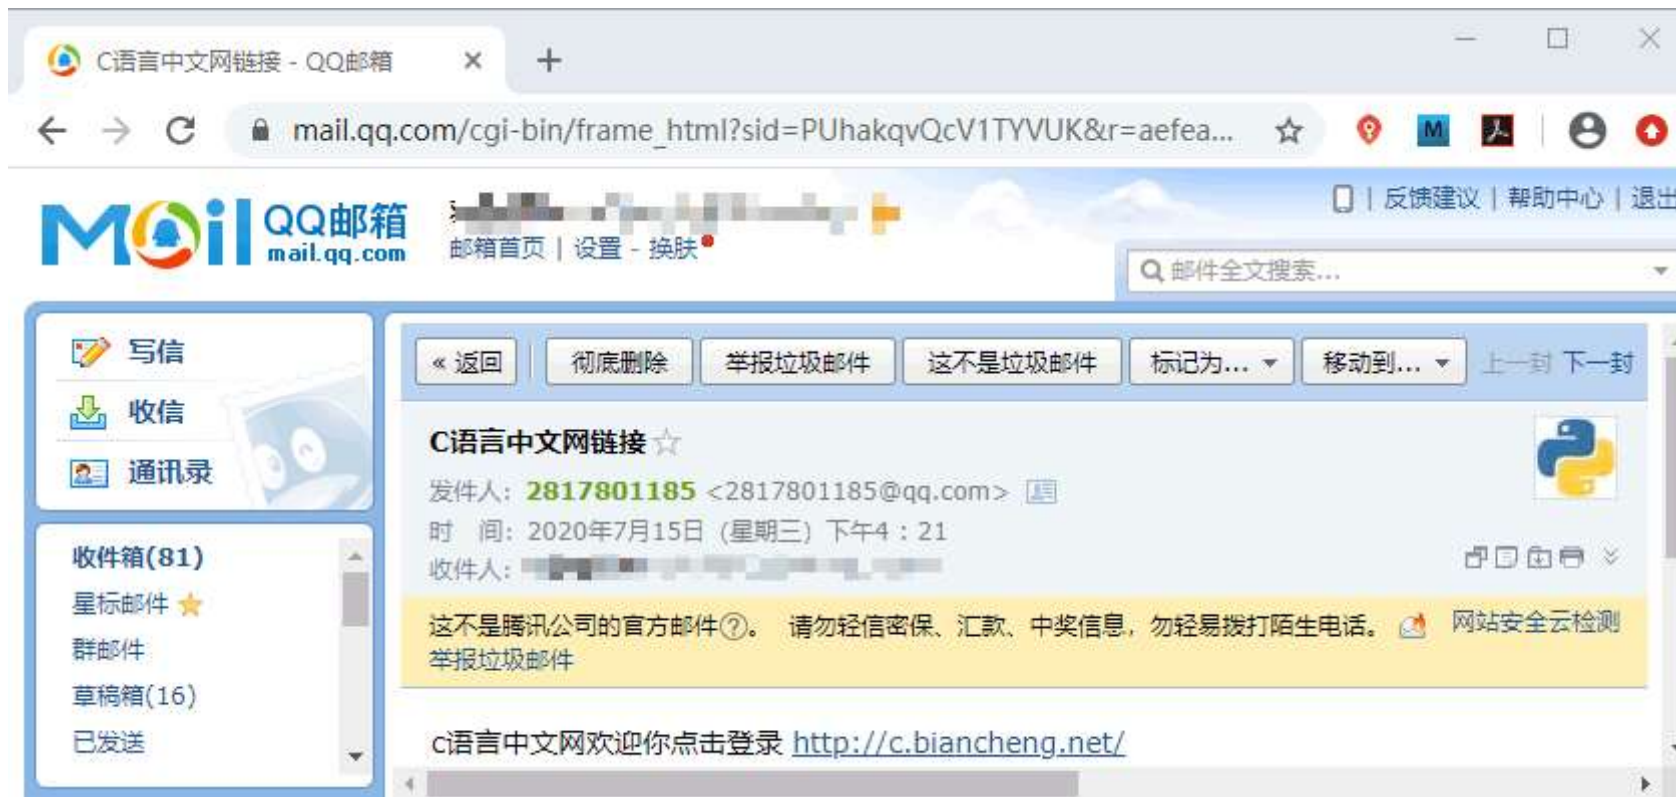 C语言中文网链接 - QQ邮箱
mail.qq.com/cgi-bin/frame_html?sid=PUhakqvQcV1TYVUK&r=aefea...
M
Mail QQ邮箱
mail.qq.com
邮箱首页 | 设置 - 换肤
| 反馈建议 | 帮助中心 | 退出
邮件全文搜索...
写信
收信
通讯录
收件箱(81)
星标邮件
群邮件
草稿箱(16)
已发送
« 返回 彻底删除 举报垃圾邮件 这不是垃圾邮件 标记为... 移动到... 上一封 下一封
C语言中文网链接
发件人: 2817801185 <2817801185@qq.com>
时 间: 2020年7月15日 (星期三) 下午4：21
收件人:
这不是腾讯公司的官方邮件?。 请勿轻信密保、汇款、中奖信息，勿轻易拨打陌生电话。 网站安全云检测
举报垃圾邮件
c语言中文网欢迎你点击登录 http://c.biancheng.net/